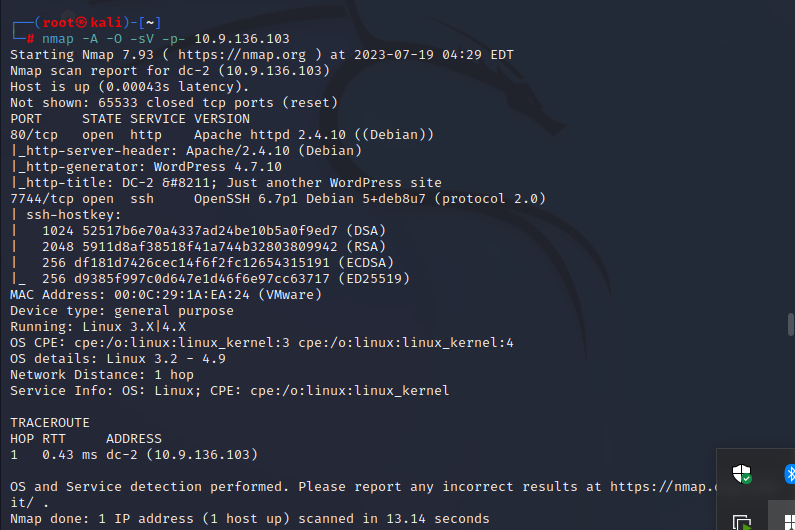 ┌──(root㉿kali)-[~]
└─# nmap -A -O -sV -p- 10.9.136.103
Starting Nmap 7.93 ( https://nmap.org ) at 2023-07-19 04:29 EDT
Nmap scan report for dc-2 (10.9.136.103)
Host is up (0.00043s latency).
Not shown: 65533 closed tcp ports (reset)
PORT     STATE SERVICE VERSION
80/tcp   open  http    Apache httpd 2.4.10 ((Debian))
|_http-server-header: Apache/2.4.10 (Debian)
|_http-generator: WordPress 4.7.10
|_http-title: DC-2 &#8211; Just another WordPress site
7744/tcp open  ssh     OpenSSH 6.7p1 Debian 5+deb8u7 (protocol 2.0)
| ssh-hostkey:
|   1024 52517b6e70a4337ad24be10b5a0f9ed7 (DSA)
|   2048 5911d8af38518f41a744b32803809942 (RSA)
|   256 df181d7426cec14f6f2fc12654315191 (ECDSA)
|_  256 d9385f997c0d647e1d46f6e97cc63717 (ED25519)
MAC Address: 00:0C:29:1A:EA:24 (VMware)
Device type: general purpose
Running: Linux 3.X|4.X
OS CPE: cpe:/o:linux:linux_kernel:3 cpe:/o:linux:linux_kernel:4
OS details: Linux 3.2 - 4.9
Network Distance: 1 hop
Service Info: OS: Linux; CPE: cpe:/o:linux:linux_kernel
TRACEROUTE
HOP RTT     ADDRESS
1   0.43 ms dc-2 (10.9.136.103)
OS and Service detection performed. Please report any incorrect results at https://nmap.
it/ .
Nmap done: 1 IP address (1 host up) scanned in 13.14 seconds